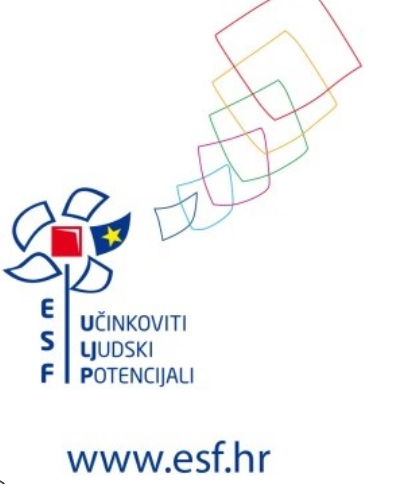 E
S
F
UČINKOVITI
LJUDSKI
POTENCIJALI
www.esf.hr